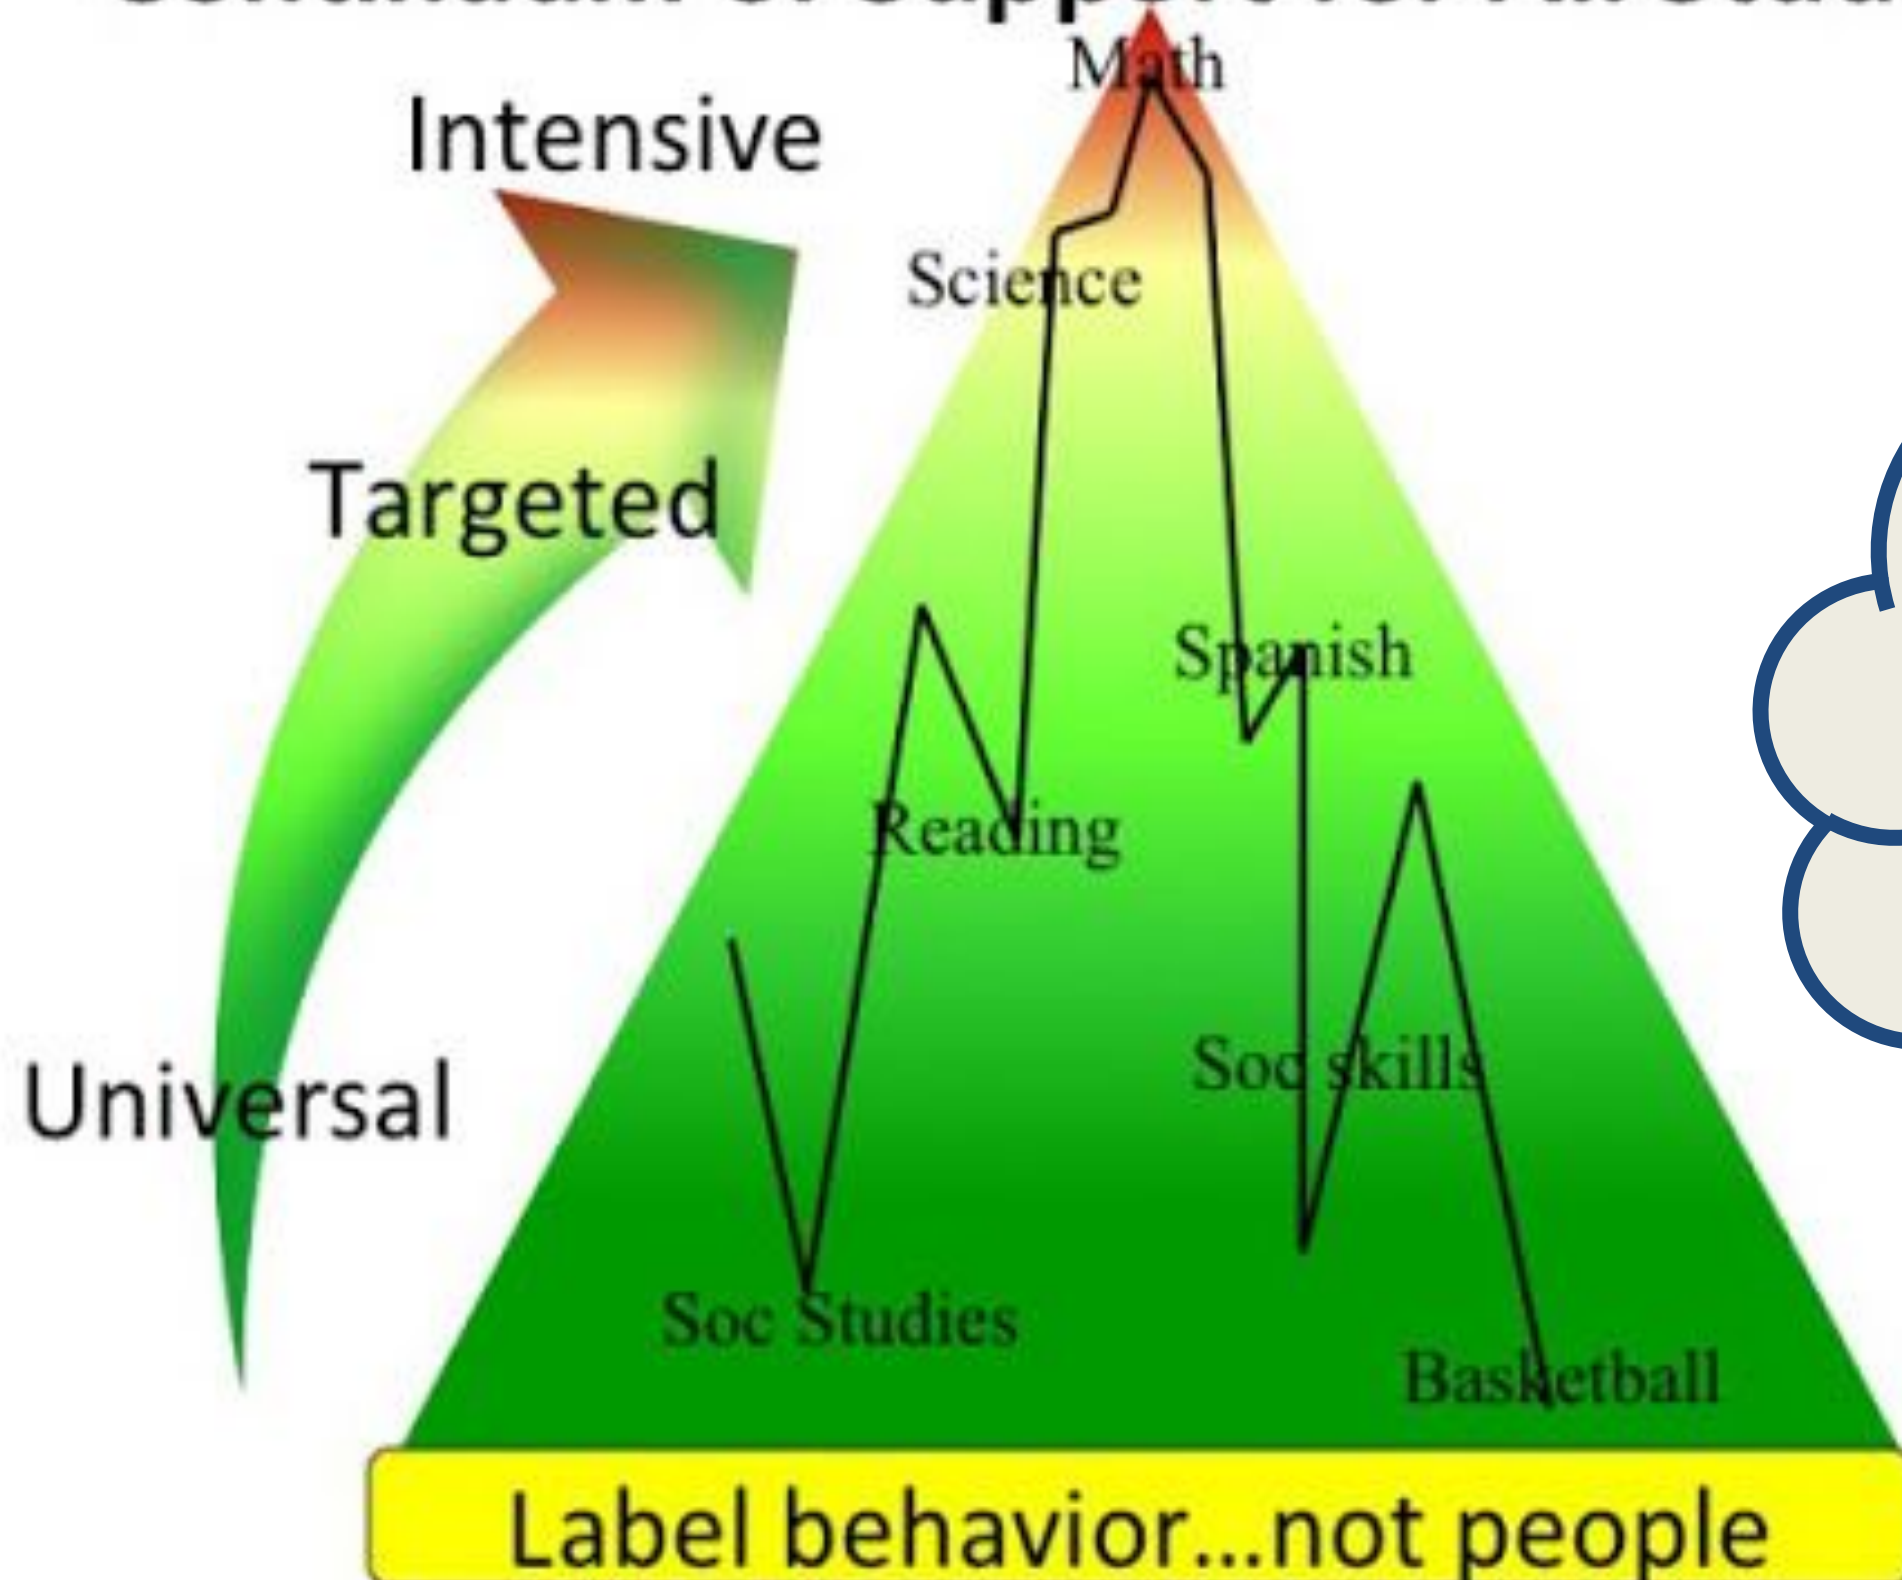 Math
Intensive
Science
Targeted
Spanish
Reading
Universal
Soc skills
Soc Studies
Basketball
Label behavior...not people